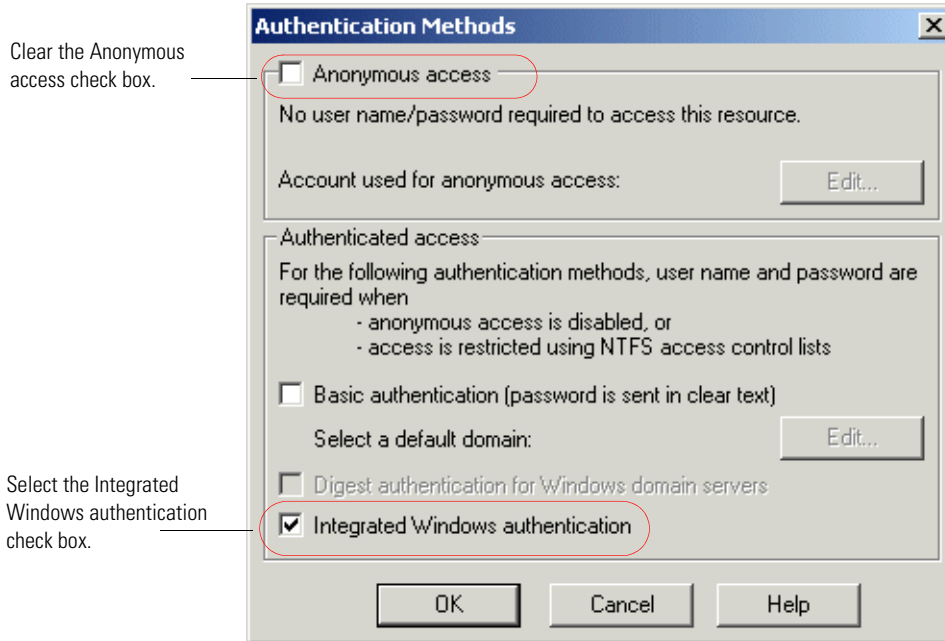 Authentication Methods
Clear the Anonymous
access check box.
Anonymous access
No user name/password required to access this resource.
Account used for anonymous access:
Edit...
Authenticated access
For the following authentication methods, user name and password are
required when
- anonymous access is disabled, or
- access is restricted using NTFS access control lists
Basic authentication (password is sent in clear text)
Select a default domain:
Edit...
Digest authentication for Windows domain servers
Select the Integrated
Windows authentication
check box.
Integrated Windows authentication
OK
Cancel
Help